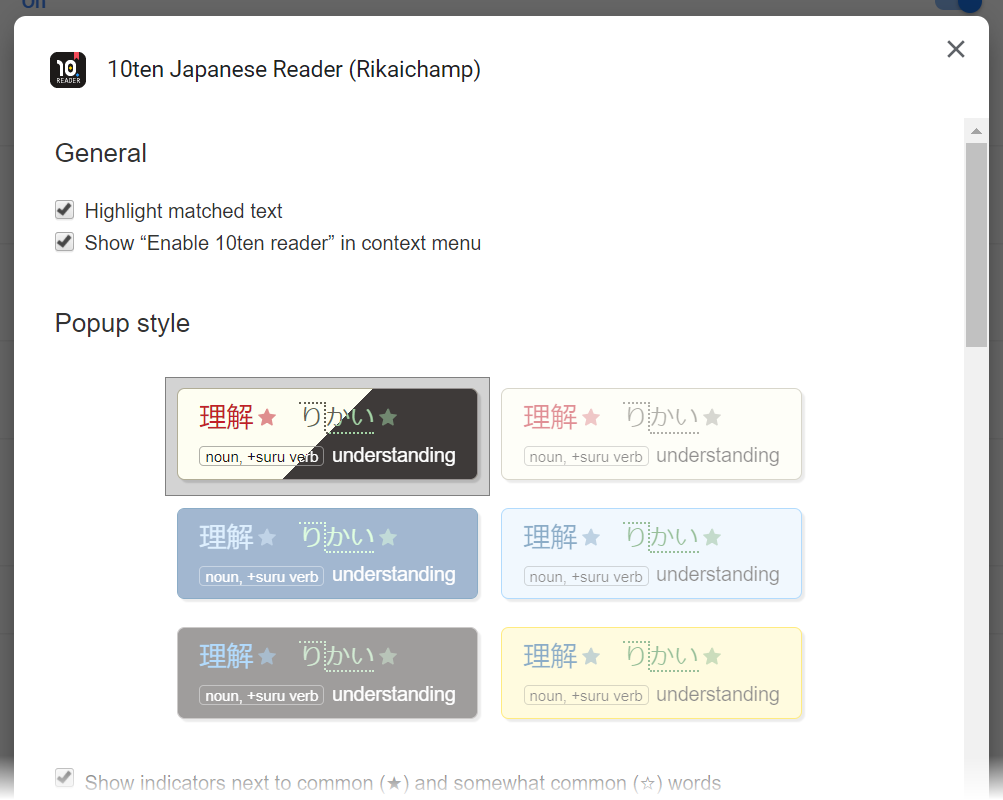 10 READER
10ten Japanese Reader (Rikaichamp)
General
Highlight matched text
Show “Enable 10ten reader” in context menu
Popup style
理解★ りかい★
noun, +suru verb understanding
理解★ りかい★
noun, +suru verb understanding
理解★ りかい★
noun, +suru verb understanding
理解★ りかい★
noun, +suru verb understanding
理解★ りかい★
noun, +suru verb understanding
理解★ りかい★
noun, +suru verb understanding
Show indicators next to common (★) and somewhat common (☆) words